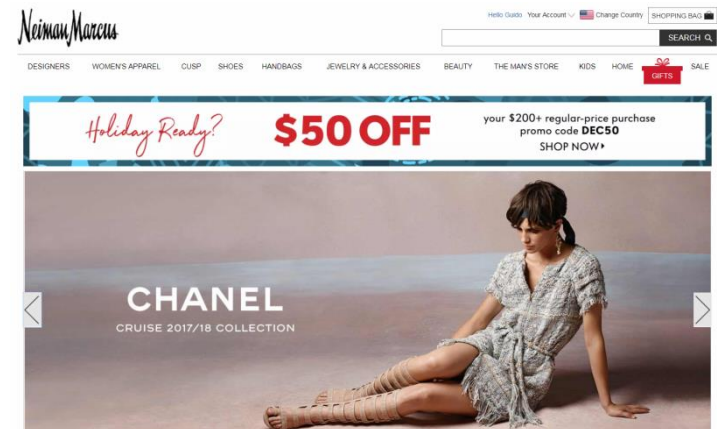 Neiman Marcus
Hello Guido Your Account Change Country SHOPPING BAG
SEARCH
DESIGNERS WOMEN'S APPAREL CUSP SHOES HANDBAGS JEWELRY & ACCESSORIES BEAUTY THE MAN'S STORE KIDS HOME GIFTS SALE
Holiday Ready?
$50 OFF
your $200+ regular-price purchase
promo code DEC50
SHOP NOW
CHANEL
CRUISE 2017/18 COLLECTION